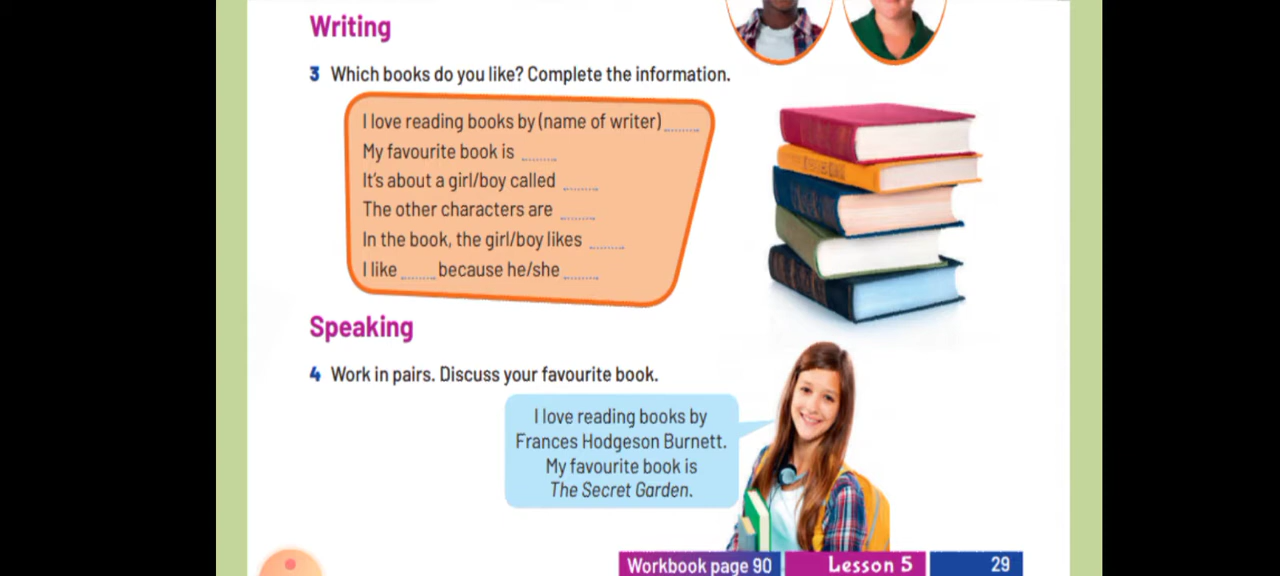 Writing
3 Which books do you like? Complete the information.
I love reading books by (name of writer) ........
My favourite book is ........
It's about a girl/boy called ........
The other characters are ........
In the book, the girl/boy likes ........
I like ........ because he/she ........
Speaking
4 Work in pairs. Discuss your favourite book.
I love reading books by
Frances Hodgeson Burnett.
My favourite book is
The Secret Garden.
Workbook page 90 Lesson 5 29